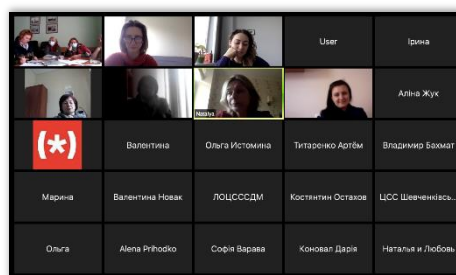 User
Ірина
Natalya
Аліна Жук
(*)
Валентина
Ольга Истомина
Титаренко Артём
Владимир Бахмат
Марина
Валентина Новак
ЛОЦСССДМ
Костянтин Остахов
ЦСС Шевченківсь...
Ольга
Alena Prihodko
Софія Варава
Коновал Дарія
Наталья и Любовь